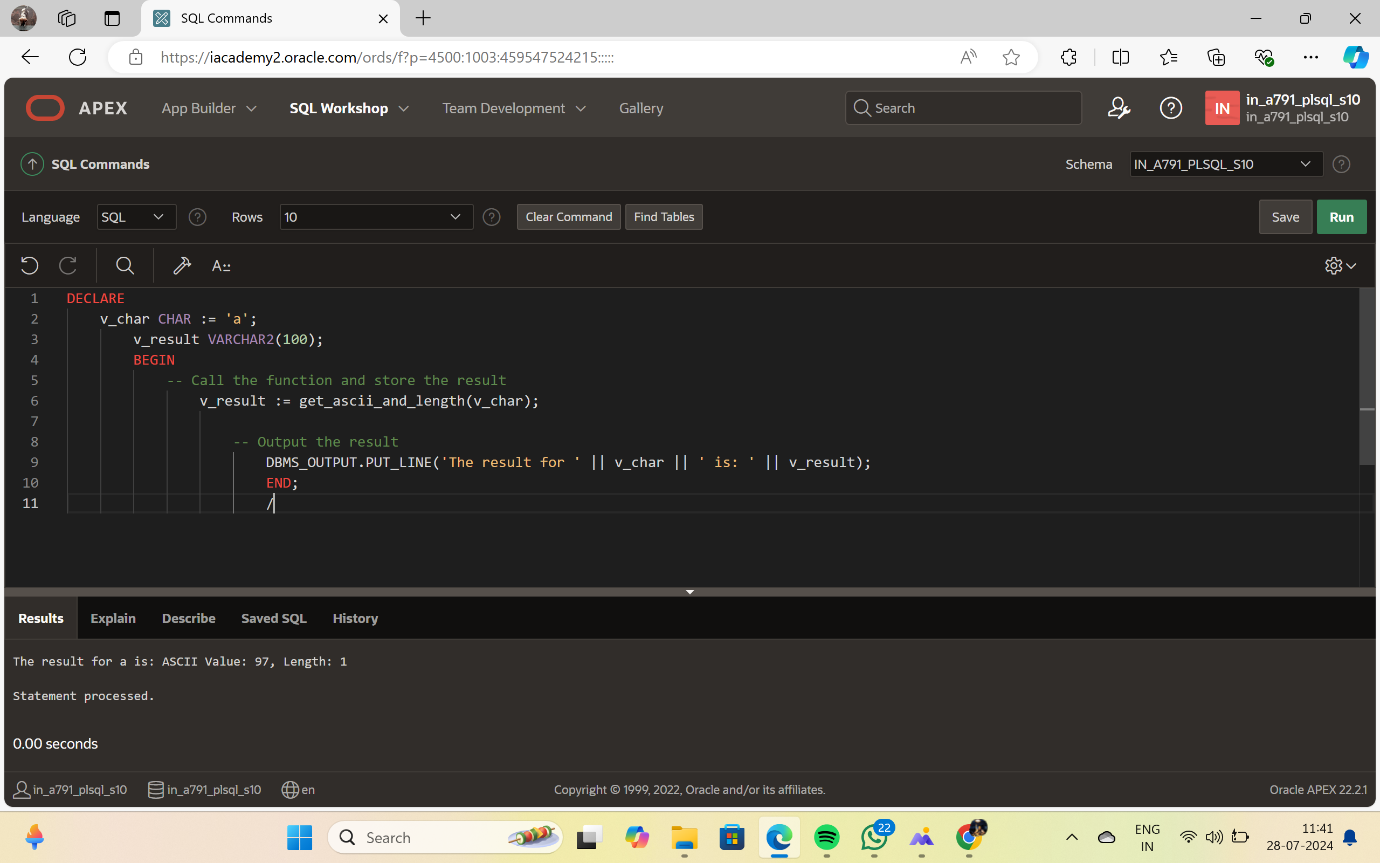 SQL Commands
https://iacademy2.oracle.com/ords/f?p=4500:1003:459547524215:::::
APEX App Builder SQL Workshop Team Development Gallery Search IN in_a791_plsql_s10
in_a791_plsql_s10
SQL Commands Schema IN_A791_PLSQL_S10
Language SQL Rows 10 Clear Command Find Tables Save Run
1 DECLARE
2 v_char CHAR := 'a';
3 v_result VARCHAR2(100);
4 BEGIN
5 -- Call the function and store the result
6 v_result := get_ascii_and_length(v_char);
7
8 -- Output the result
9 DBMS_OUTPUT.PUT_LINE('The result for ' || v_char || ' is: ' || v_result);
10 END;
11 /
Results Explain Describe Saved SQL History
The result for a is: ASCII Value: 97, Length: 1
Statement processed.
0.00 seconds
in_a791_plsql_s10 in_a791_plsql_s10 en Copyright © 1999, 2022, Oracle and/or its affiliates. Oracle APEX 22.2.1
Search 22 ENG 11:41
IN 28-07-2024